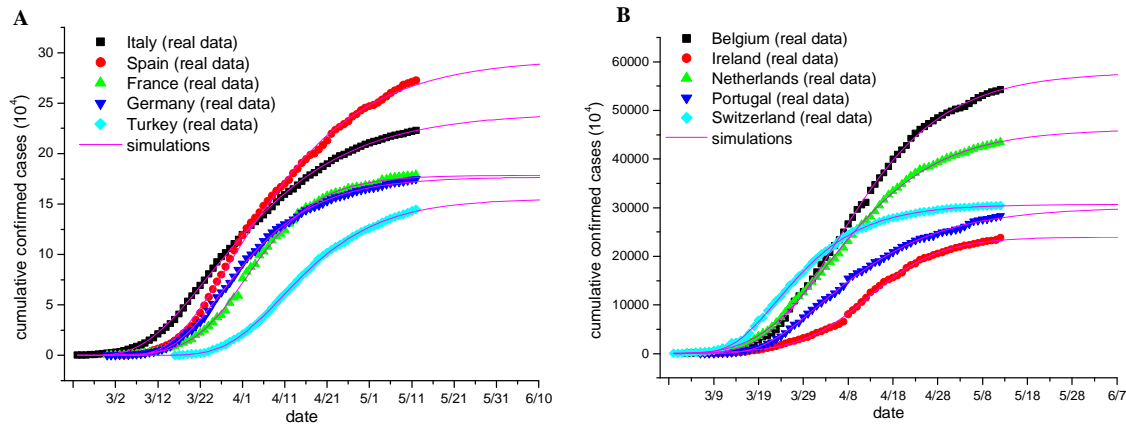 A
30
25
20
15
10
5
0
cumulative confirmed cases (10^4)
Italy (real data)
Spain (real data)
France (real data)
Germany (real data)
Turkey (real data)
simulations
3/2 3/12 3/22 4/1 4/11 4/21 5/1 5/11 5/21 5/31 6/10
date
B
60000
50000
40000
30000
20000
10000
0
cumulative confirmed cases (10^4)
Belgium (real data)
Ireland (real data)
Netherlands (real data)
Portugal (real data)
Switzerland (real data)
simulations
3/9 3/19 3/29 4/8 4/18 4/28 5/8 5/18 5/28 6/7
date